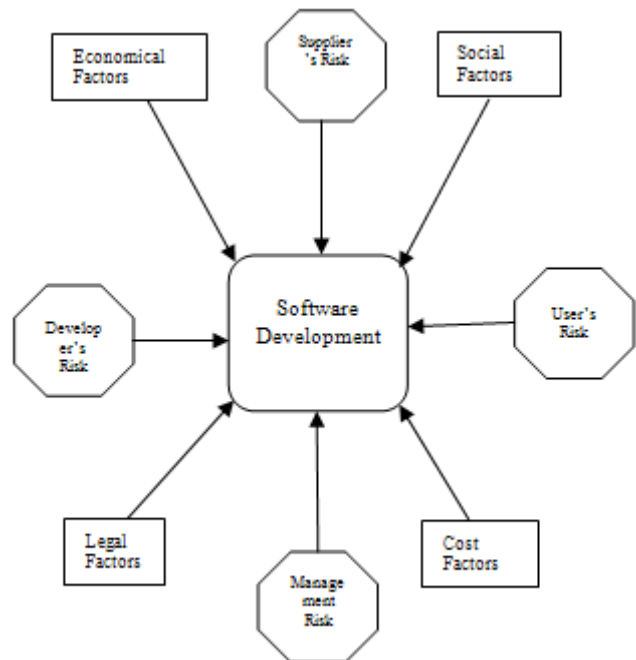 Economical
Factors
Supplier
's Risk
Social
Factors
Software
Development
Develop
er's
Risk
User's
Risk
Legal
Factors
Manage
ment
Risk
Cost
Factors